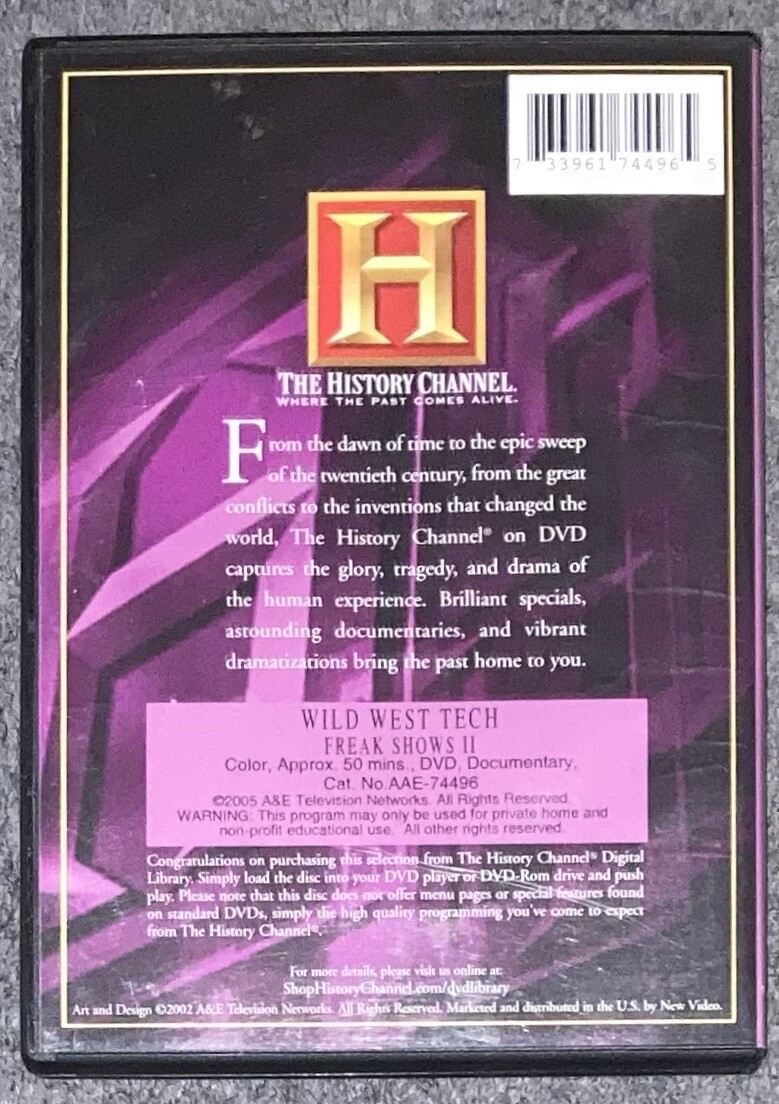 7 33961 74496 5
H
THE HISTORY CHANNEL.
WHERE THE PAST COMES ALIVE.
From the dawn of time to the epic sweep
of the twentieth century, from the great
conflicts to the inventions that changed the
world, The History Channel® on DVD
captures the glory, tragedy, and drama of
the human experience. Brilliant specials,
astounding documentaries, and vibrant
dramatizations bring the past home to you.
WILD WEST TECH
FREAK SHOWS II
Color, Approx. 50 mins., DVD, Documentary,
Cat. No.AAE-74496
©2005 A&E Television Networks. All Rights Reserved.
WARNING: This program may only be used for private home and
non-profit educational use. All other rights reserved.
Congratulations on purchasing this selection from The History Channel® Digital
Library. Simply load the disc into your DVD player or DVD-Rom drive and push
play. Please note that this disc does not offer menu pages or special features found
on standard DVDs, simply the high quality programming you've come to expect
from The History Channel®.
For more details, please visit us online at:
ShopHistoryChannel.com/dvdlibrary
Art and Design ©2002 A&E Television Networks. All Rights Reserved. Marketed and distributed in the U.S. by New Video.